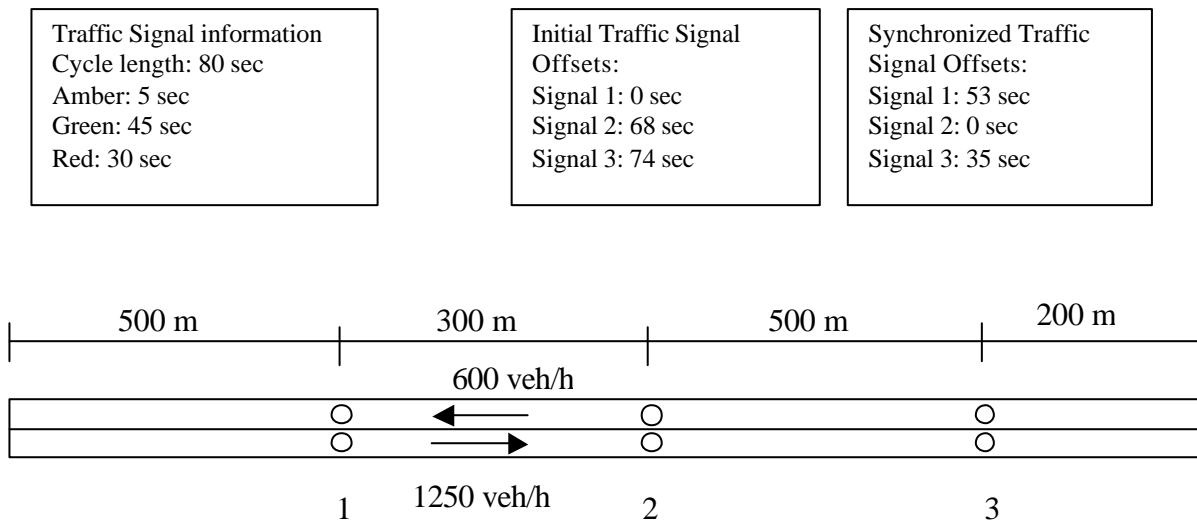 Traffic Signal information
Cycle length: 80 sec
Amber: 5 sec
Green: 45 sec
Red: 30 sec
Initial Traffic Signal
Offsets:
Signal 1: 0 sec
Signal 2: 68 sec
Signal 3: 74 sec
Synchronized Traffic
Signal Offsets:
Signal 1: 53 sec
Signal 2: 0 sec
Signal 3: 35 sec
500 m
300 m
500 m
200 m
600 veh/h
1250 veh/h
1
2
3